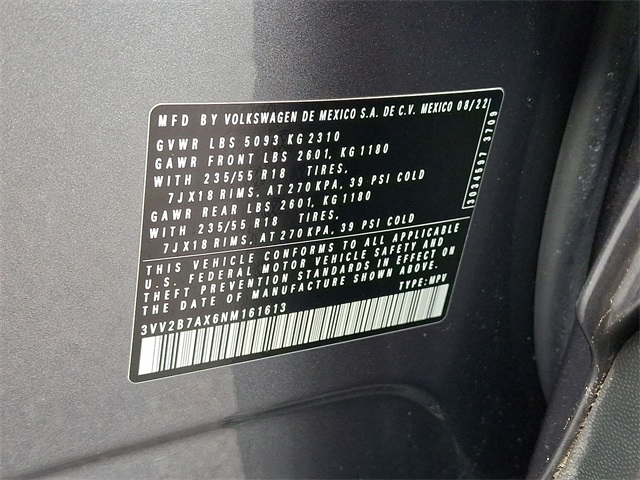 MFD BY VOLKSWAGEN DE MEXICO S.A. DE C.V. MEXICO 08/22
GVWR LBS 5093 KG 2310
GAWR FRONT LBS 2601, KG 1180
WITH 235/55 R18 TIRES,
7JX18 RIMS, AT 270 KPA, 39 PSI COLD
GAWR REAR LBS 2601, KG 1180
WITH 235/55 R18 TIRES,
7JX18 RIMS, AT 270 KPA, 39 PSI COLD
3034597 3709
THIS VEHICLE CONFORMS TO ALL APPLICABLE
U.S. FEDERAL MOTOR VEHICLE SAFETY AND
THEFT PREVENTION STANDARDS IN EFFECT ON
THE DATE OF MANUFACTURE SHOWN ABOVE.
3VV2B7AX6NM161613 TYPE: MPV